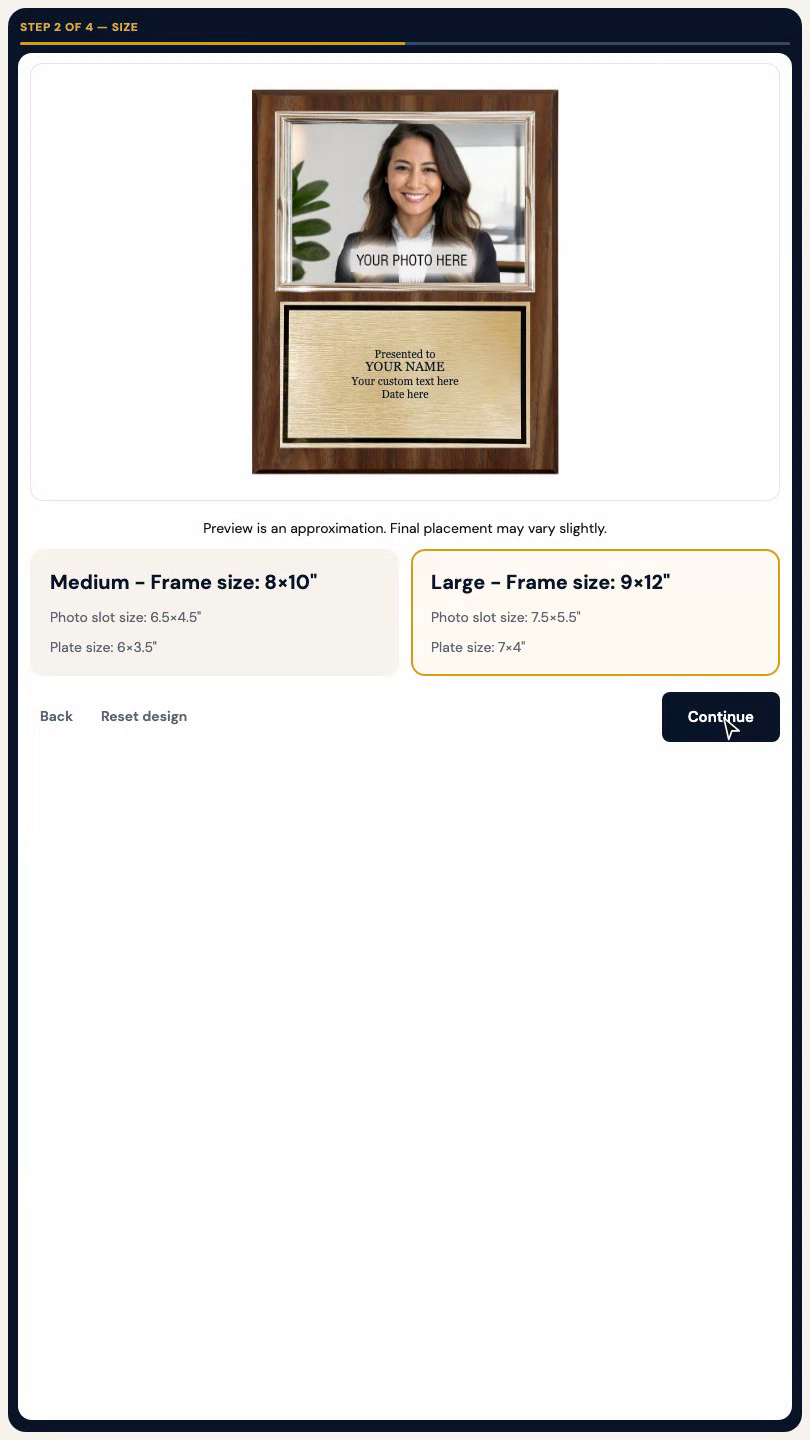 STEP 2 OF 4 — SIZE
YOUR PHOTO HERE
Presented to
YOUR NAME
Your custom text here
Date here
Preview is an approximation. Final placement may vary slightly.
Medium - Frame size: 8×10"
Photo slot size: 6.5×4.5"
Plate size: 6×3.5"
Large - Frame size: 9×12"
Photo slot size: 7.5×5.5"
Plate size: 7×4"
Back
Reset design
Continue